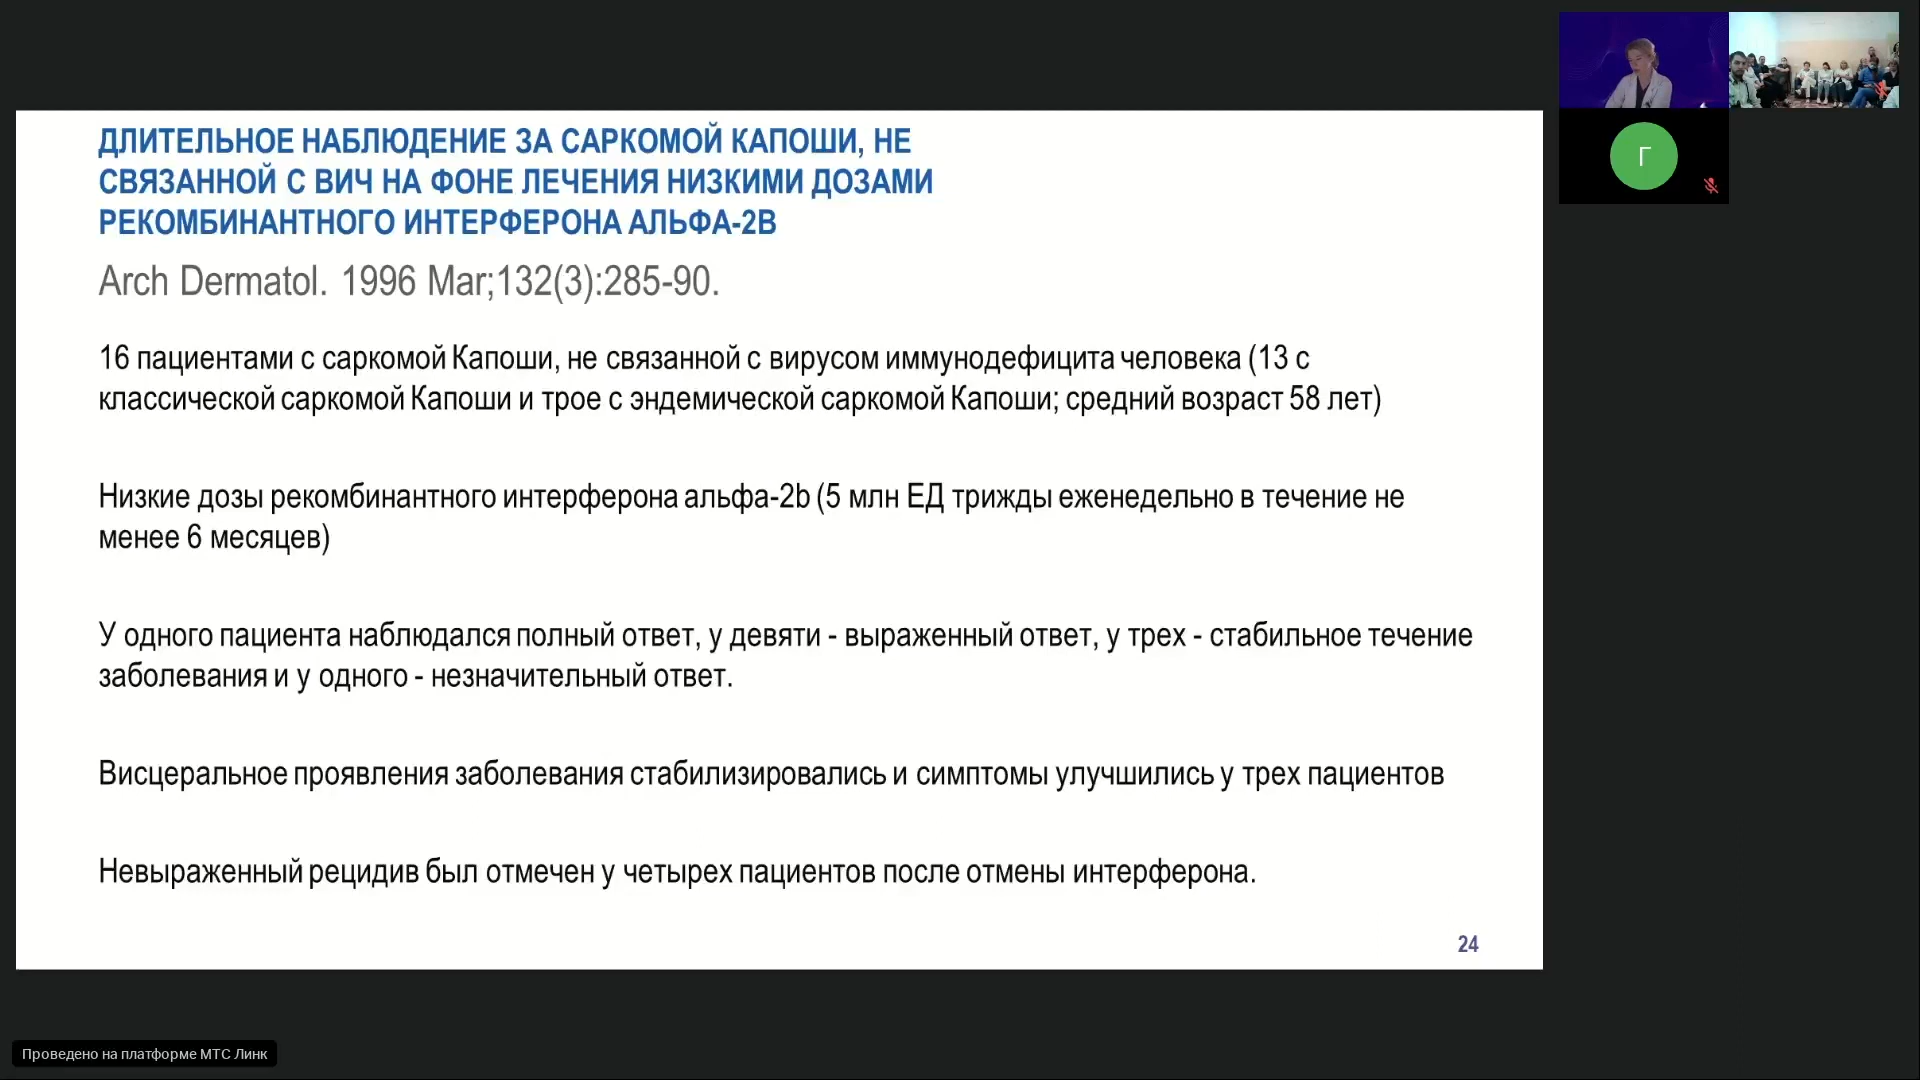 ДЛИТЕЛЬНОЕ НАБЛЮДЕНИЕ ЗА САРКОМОЙ КАПОШИ, НЕ
СВЯЗАННОЙ С ВИЧ НА ФОНЕ ЛЕЧЕНИЯ НИЗКИМИ ДОЗАМИ
РЕКОМБИНАНТНОГО ИНТЕРФЕРОНА АЛЬФА-2В
Arch Dermatol. 1996 Mar;132(3):285-90.
16 пациентами с саркомой Капоши, не связанной с вирусом иммунодефицита человека (13 с
классической саркомой Капоши и трое с эндемической саркомой Капоши; средний возраст 58 лет)
Низкие дозы рекомбинантного интерферона альфа-2b (5 млн ЕД трижды еженедельно в течение не
менее 6 месяцев)
У одного пациента наблюдался полный ответ, у девяти - выраженный ответ, у трех - стабильное течение
заболевания и у одного - незначительный ответ.
Висцеральное проявления заболевания стабилизировались и симптомы улучшились у трех пациентов
Невыраженный рецидив был отмечен у четырех пациентов после отмены интерферона.
24
Г
Проведено на платформе МТС Линк